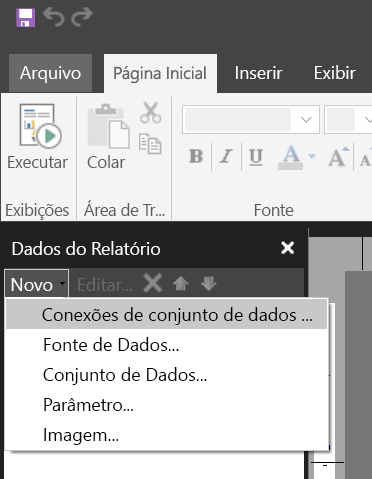 Arquivo Página Inicial Inserir Exibir
Executar Colar
B I U A A A
Exibições Área de Tr... Fonte
Dados do Relatório
Novo Editar...
Conexões de conjunto de dados ...
Fonte de Dados...
Conjunto de Dados...
Parâmetro...
Imagem...